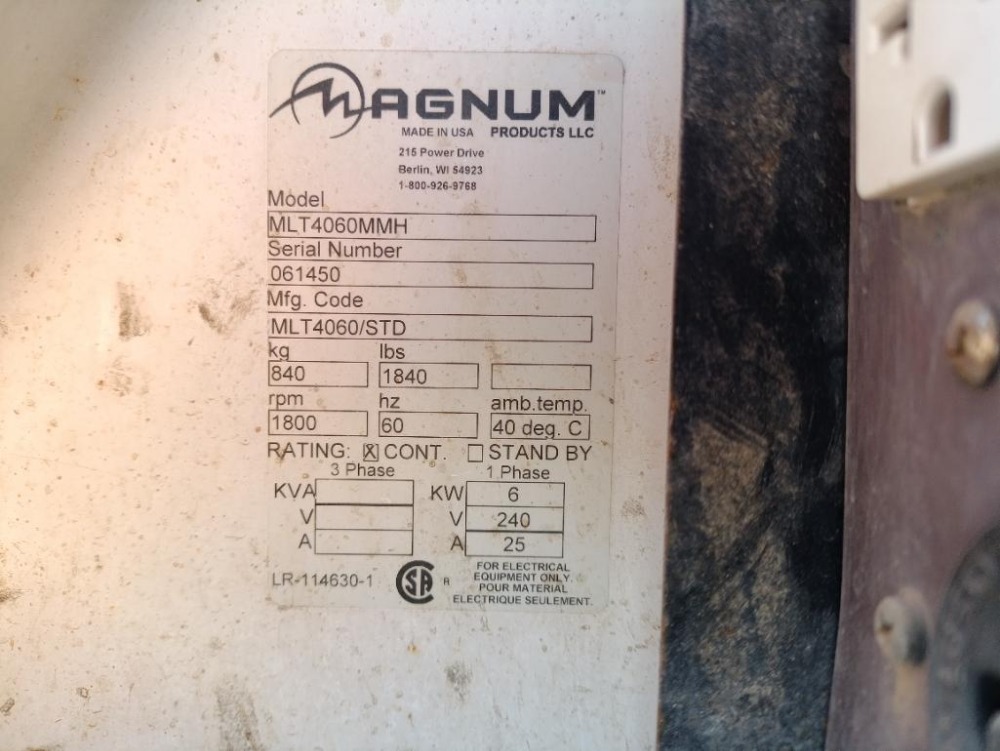 MAGNUM™
MADE IN USA PRODUCTS LLC
215 Power Drive
Berlin, WI 54923
1-800-926-9768
Model
MLT4060MMH
Serial Number
061450
Mfg. Code
MLT4060/STD
kg lbs
840 1840
rpm hz amb.temp.
1800 60 40 deg. C
RATING: ☒ CONT. ☐ STAND BY
3 Phase 1 Phase
KVA KW 6
V V 240
A A 25
LR-114630-1 SA R
FOR ELECTRICAL
EQUIPMENT ONLY.
POUR MATERIAL
ELECTRIQUE SEULEMENT.